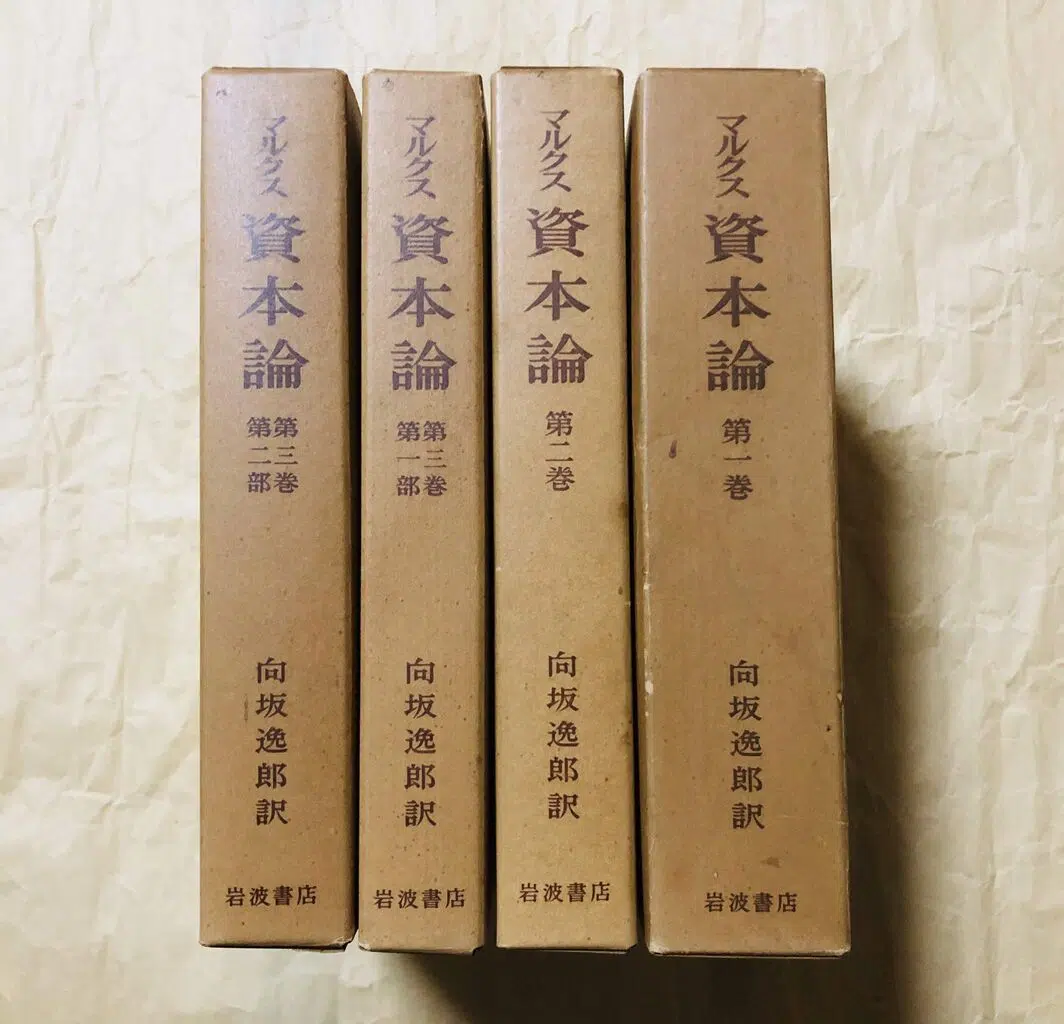 マルクス
資本論
第一巻
向坂逸郎訳
岩波書店
マルクス
資本論
第二巻
向坂逸郎訳
岩波書店
マルクス
資本論
第三巻
第一部
向坂逸郎訳
岩波書店
マルクス
資本論
第三巻
第二部
向坂逸郎訳
岩波書店